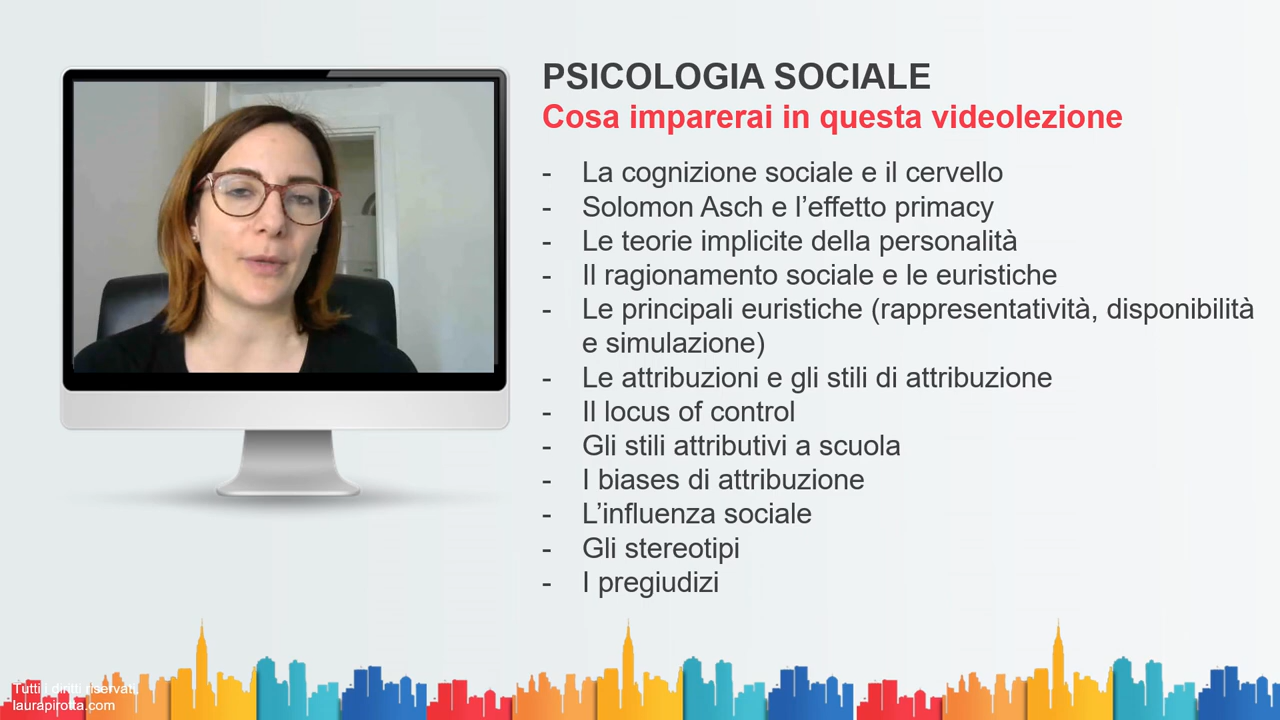 PSICOLOGIA SOCIALE
Cosa imparerai in questa videolezione
- La cognizione sociale e il cervello
- Solomon Asch e l’effetto primacy
- Le teorie implicite della personalità
- Il ragionamento sociale e le euristiche
- Le principali euristiche (rappresentatività, disponibilità
e simulazione)
- Le attribuzioni e gli stili di attribuzione
- Il locus of control
- Gli stili attributivi a scuola
- I biases di attribuzione
- L’influenza sociale
- Gli stereotipi
- I pregiudizi
Tutti i diritti riservati
laurapirotta.com